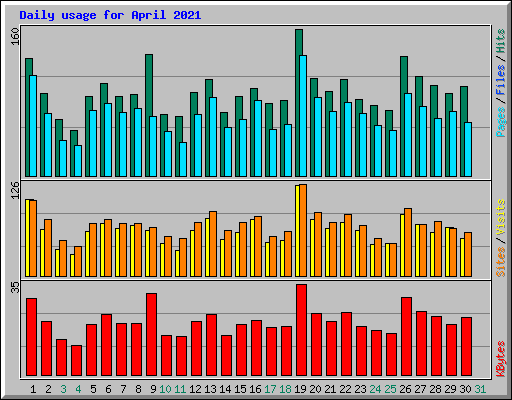 Daily usage for April 2021
160
Pages / Files / Hits
126
Sites / Visits
35
KBytes
1 2 3 4 5 6 7 8 9 10 11 12 13 14 15 16 17 18 19 20 21 22 23 24 25 26 27 28 29 30 31